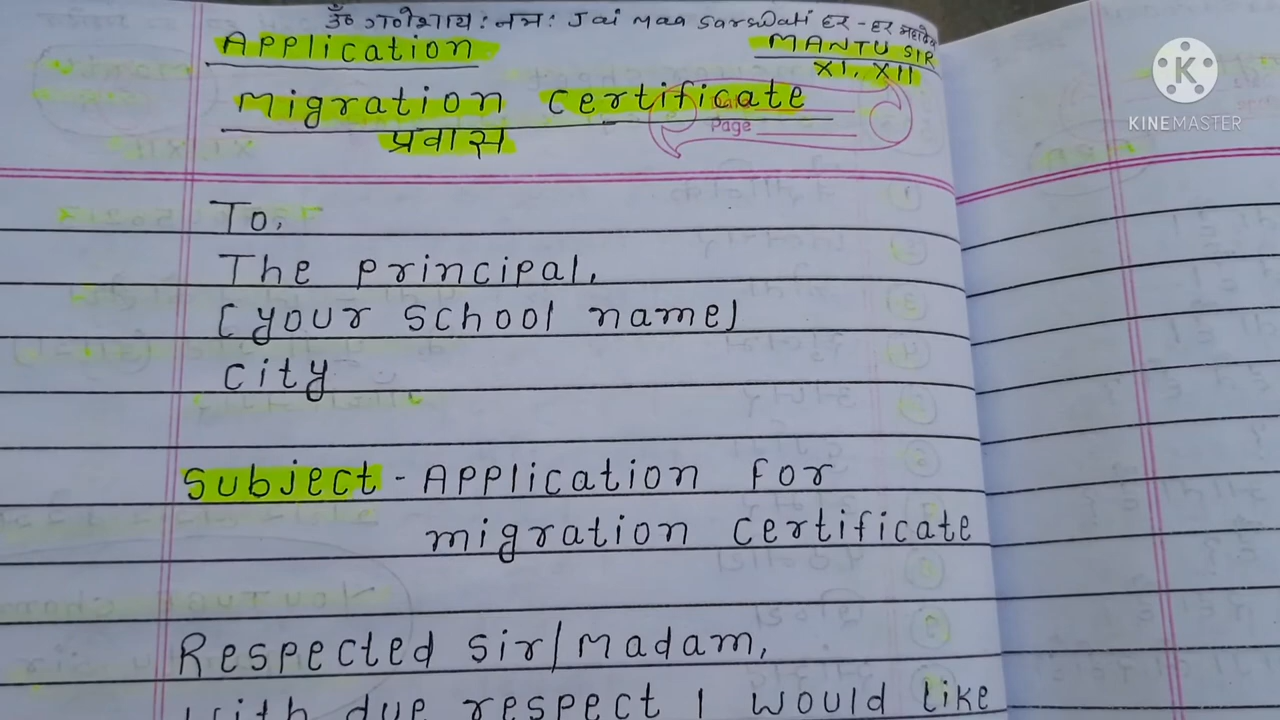 ॐ गणेशाय: नम: Jai maa Sarswati हर - हर महादेव
Application
MANTU SIR
XI, XII
Migration Certificate
Page
प्रवास
KINEMASTER
To,
The principal,
(your school name)
city
Subject - Application for
migration certificate
Respected sir/madam,
With due respect I would like